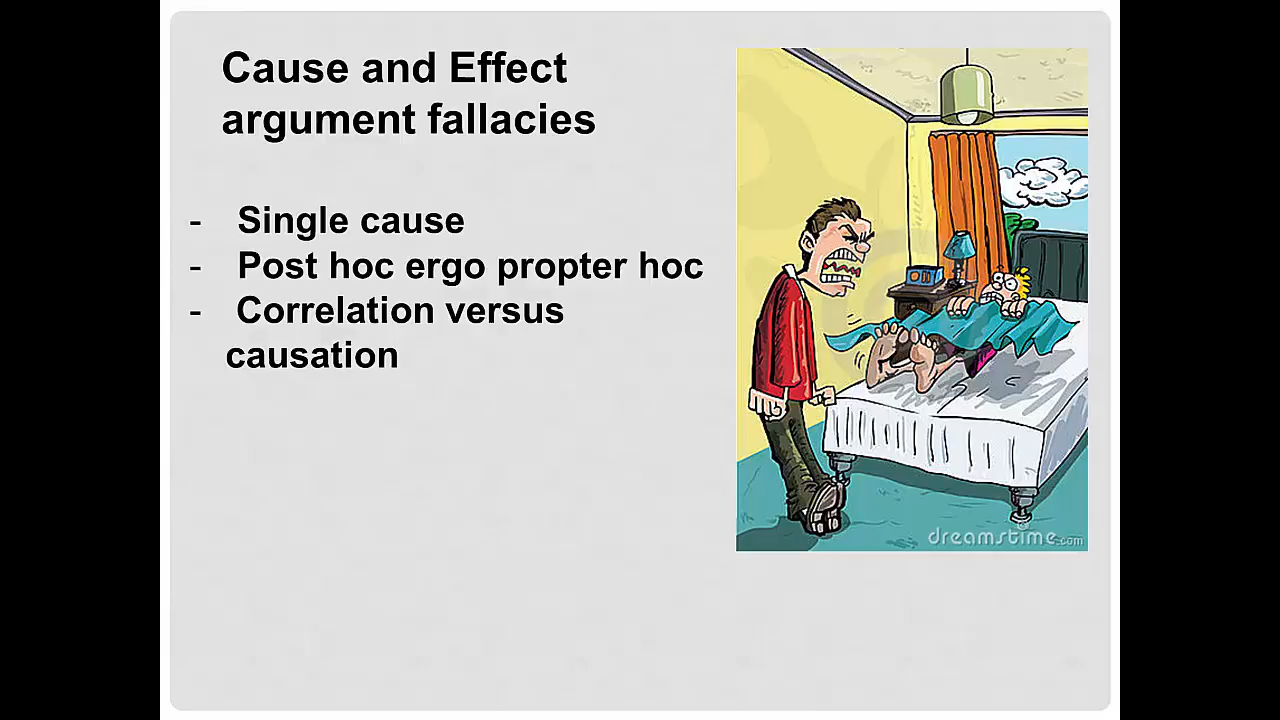 Cause and Effect
argument fallacies
- Single cause
- Post hoc ergo propter hoc
- Correlation versus
causation
dreamstime.com